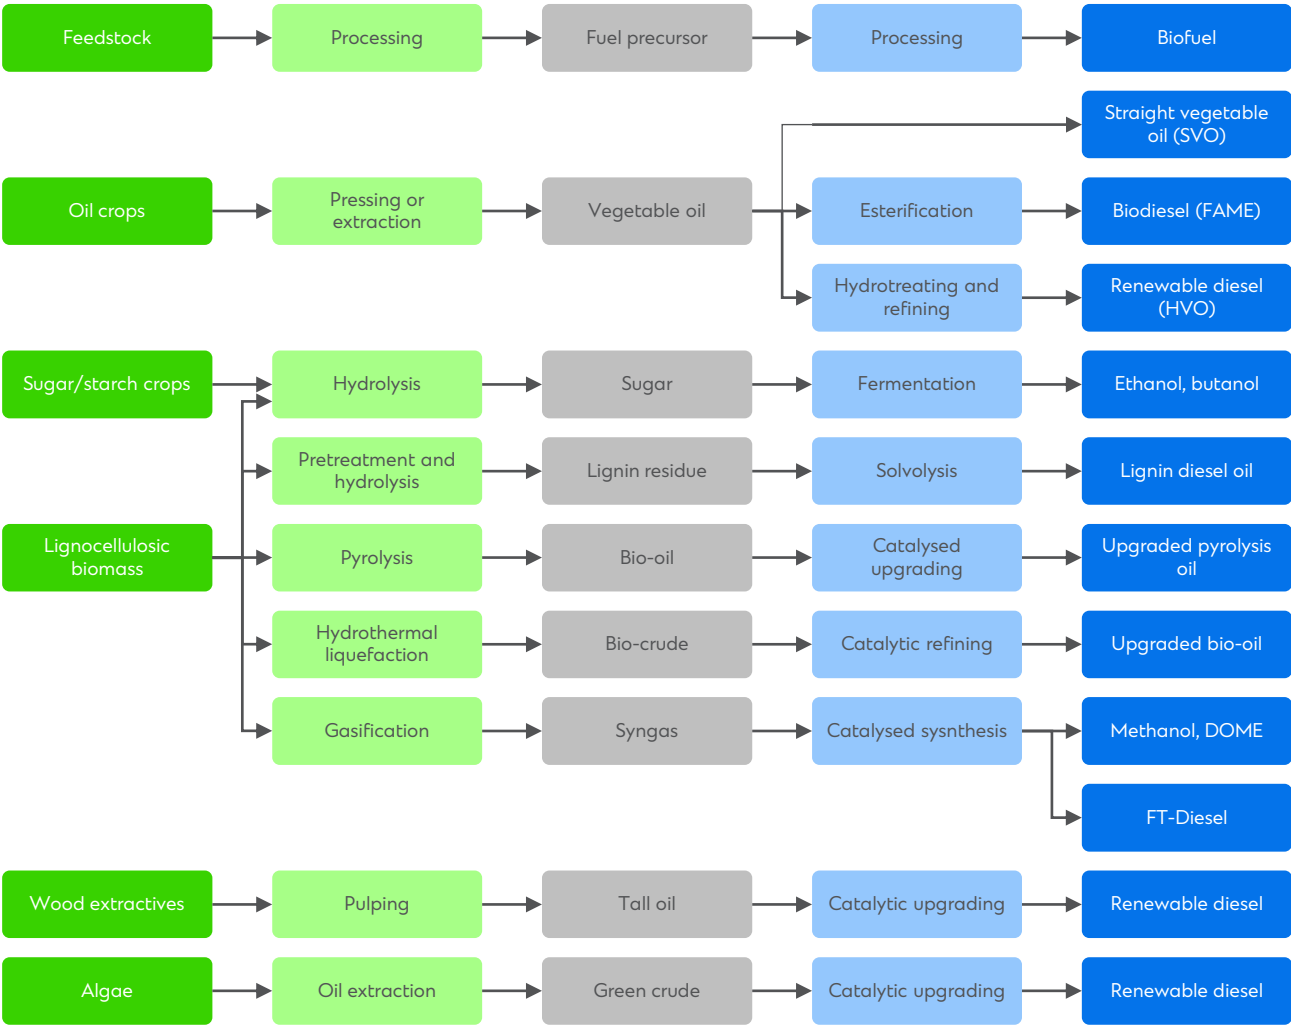 Feedstock
Processing
Fuel precursor
Processing
Biofuel
Straight vegetable
oil (SVO)
Oil crops
Pressing or
extraction
Vegetable oil
Esterification
Biodiesel (FAME)
Hydrotreating and
refining
Renewable diesel
(HVO)
Sugar/starch crops
Hydrolysis
Sugar
Fermentation
Ethanol, butanol
Pretreatment and
hydrolysis
Lignin residue
Solvolysis
Lignin diesel oil
Lignocellulosic
biomass
Pyrolysis
Bio-oil
Catalysed
upgrading
Upgraded pyrolysis
oil
Hydrothermal
liquefaction
Bio-crude
Catalytic refining
Upgraded bio-oil
Gasification
Syngas
Catalysed sysnthesis
Methanol, DOME
FT-Diesel
Wood extractives
Pulping
Tall oil
Catalytic upgrading
Renewable diesel
Algae
Oil extraction
Green crude
Catalytic upgrading
Renewable diesel